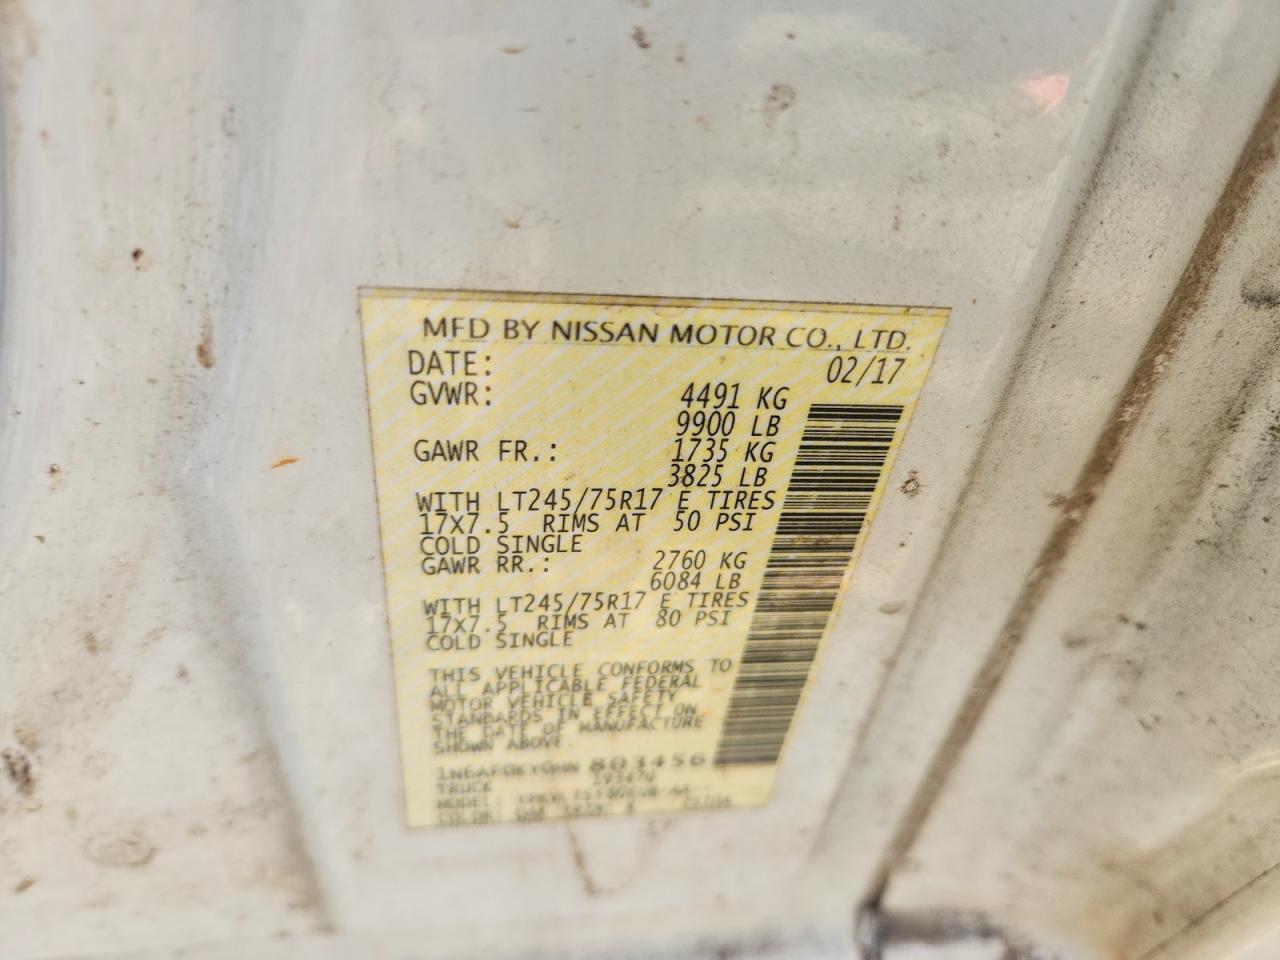 MFD BY NISSAN MOTOR CO., LTD.
DATE: 02/17
GVWR: 4491 KG
9900 LB
GAWR FR.: 1735 KG
3825 LB
WITH LT245/75R17 E TIRES
17X7.5 RIMS AT 50 PSI
COLD SINGLE
GAWR RR.: 2760 KG
6084 LB
WITH LT245/75R17 E TIRES
17X7.5 RIMS AT 80 PSI
COLD SINGLE
THIS VEHICLE CONFORMS TO
ALL APPLICABLE FEDERAL
MOTOR VEHICLE SAFETY
STANDARDS IN EFFECT ON
THE DATE OF MANUFACTURE
SHOWN ABOVE.
1N6AF0KY0HN 803456
TRUCK
MODEL:
COLOR: